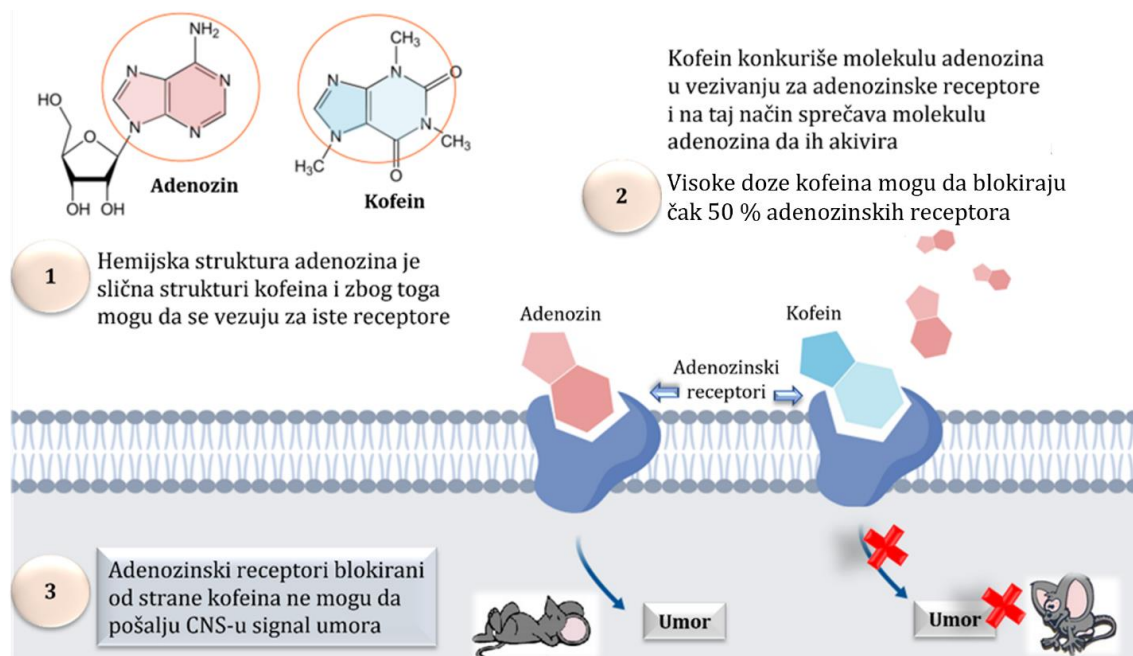 NH₂
N
N
N
N
HO
O
OH
OH
Adenozin
CH₃
N
N
O
N
N
CH₃
H₃C
O
Kofein
1
Hemijska struktura adenozina je
slična strukturi kofeina i zbog toga
mogu da se vezuju za iste receptore
Kofein konkuriše molekulu adenozina
u vezivanju za adenozinske receptore
i na taj način sprečava molekulu
adenozina da ih akivira
2
Visoke doze kofeina mogu da blokiraju
čak 50 % adenozinskih receptora
Adenozin
Kofein
Adenozinski
receptori
3
Adenozinski receptori blokirani
od strane kofeina ne mogu da
pošalju CNS-u signal umora
Umor
Umor